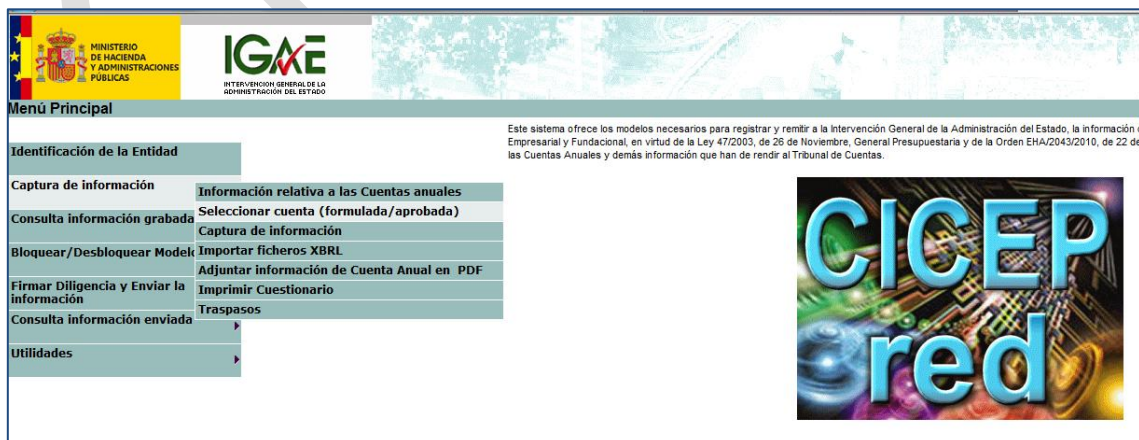 MINISTERIO
DE HACIENDA
Y ADMINISTRACIONES
PÚBLICAS
IGAE
INTERVENCION GENERAL DE LA
ADMINISTRACIÓN DEL ESTADO
Menú Principal
Este sistema ofrece los modelos necesarios para registrar y remitir a la Intervención General de la Administración del Estado, la información
Empresarial y Fundacional, en virtud de la Ley 47/2003, de 26 de Noviembre, General Presupuestaria y de la Orden EHA/2043/2010, de 22 de
las Cuentas Anuales y demás información que han de rendir al Tribunal de Cuentas.
Identificación de la Entidad
Captura de información
Consulta información grabada
Bloquear/Desbloquear Modelo
Firmar Diligencia y Enviar la
información
Consulta información enviada
Utilidades
Información relativa a las Cuentas anuales
Seleccionar cuenta (formulada/aprobada)
Captura de información
Importar ficheros XBRL
Adjuntar información de Cuenta Anual en PDF
Imprimir Cuestionario
Traspasos
CICEP
red